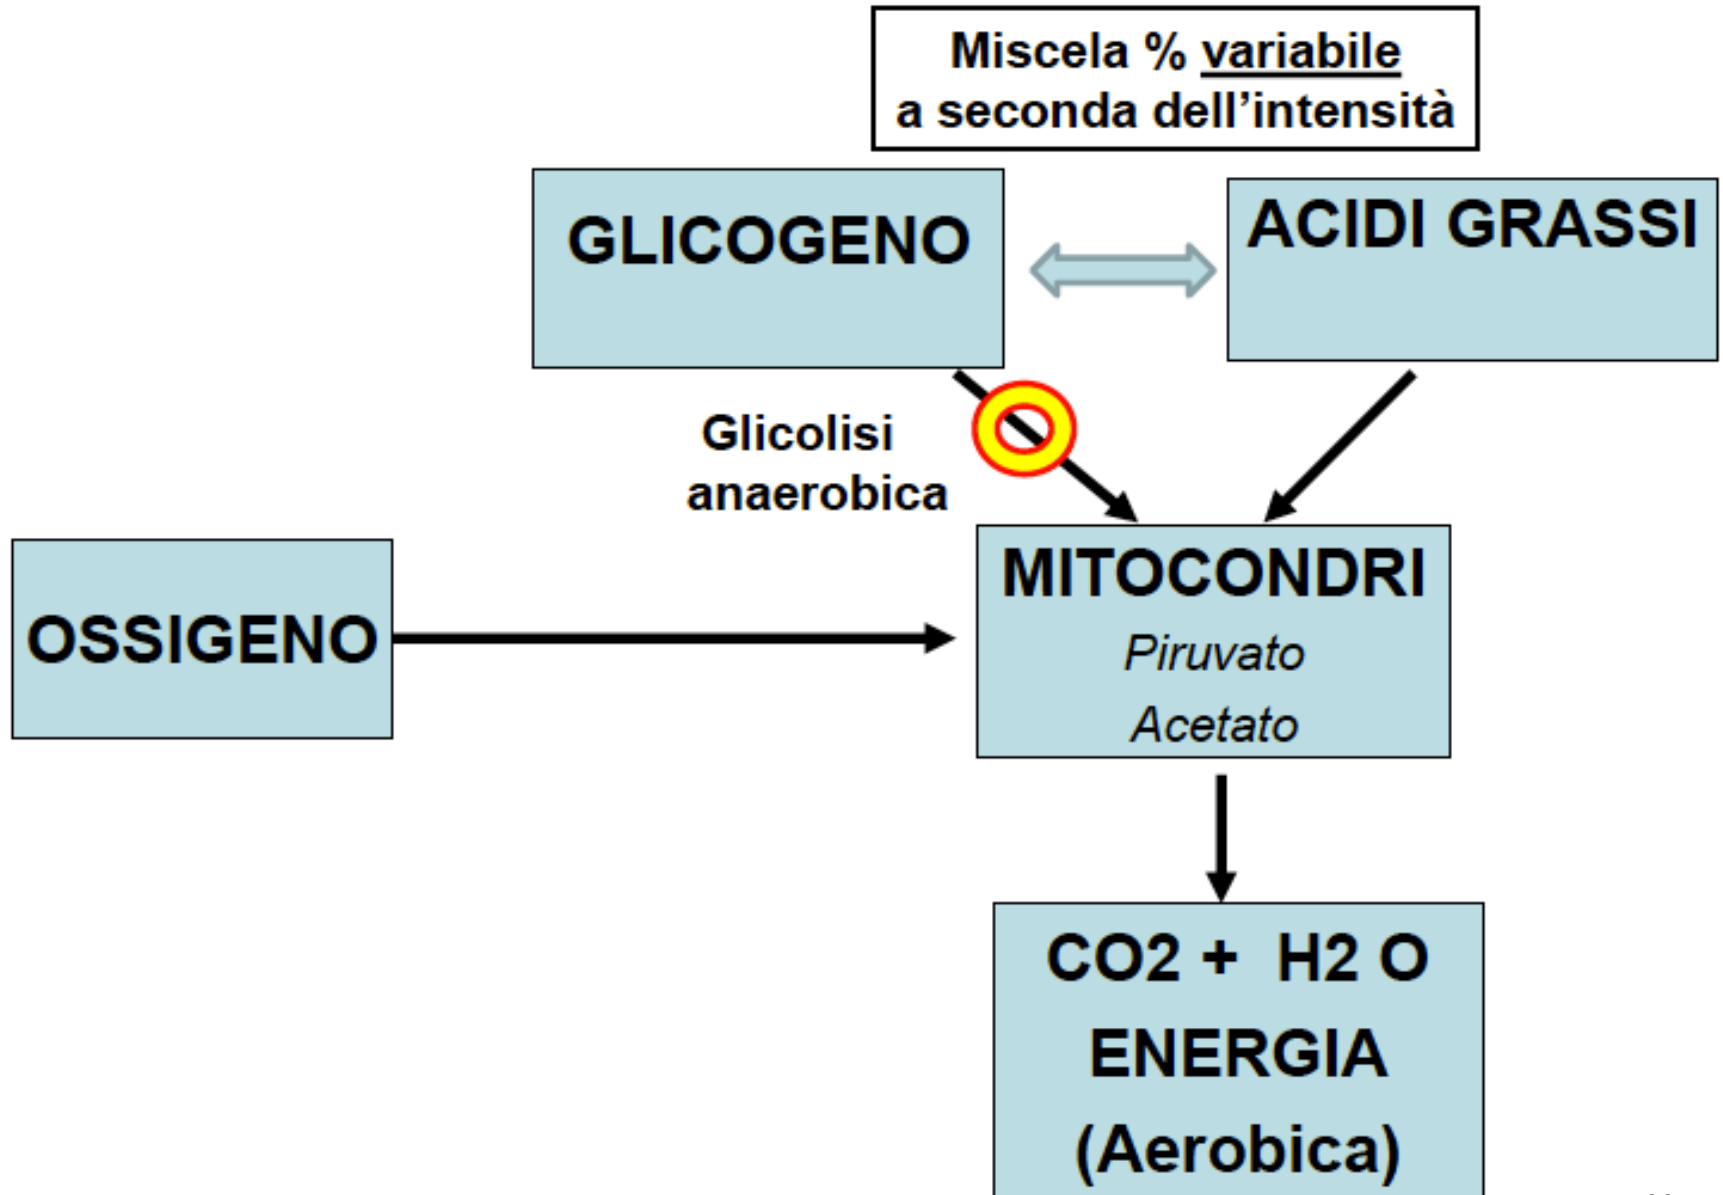 Miscela % variabile
a seconda dell'intensità
GLICOGENO
ACIDI GRASSI
Glicolisi
anaerobica
OSSIGENO
MITOCONDRI
Piruvato
Acetato
CO2 + H2 O
ENERGIA
(Aerobica)